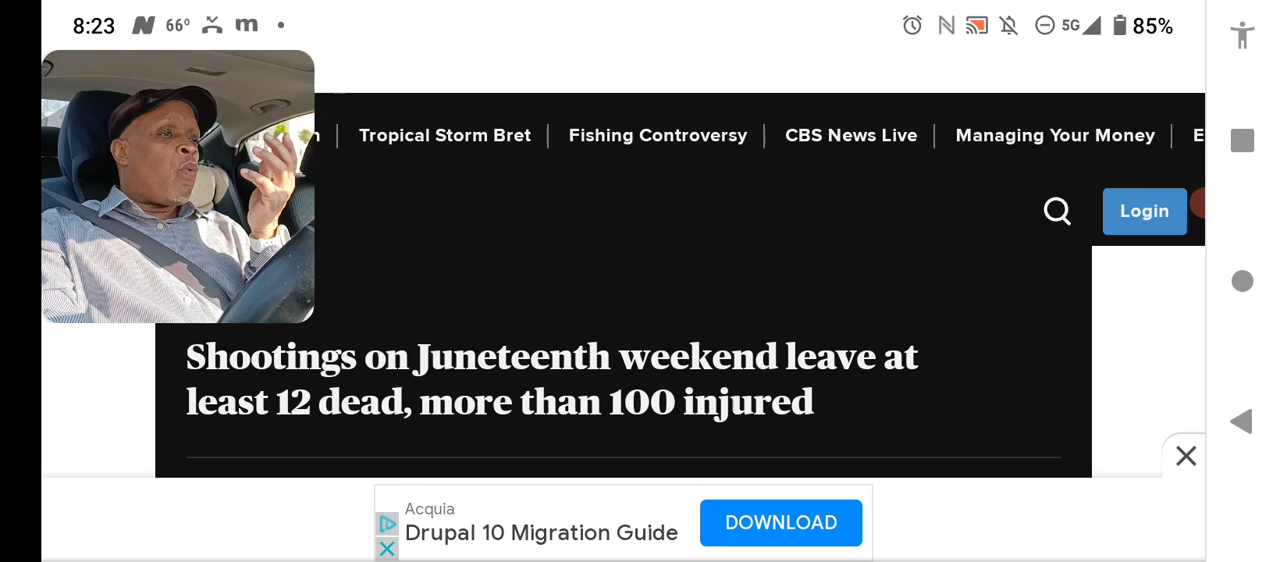 8:23
66°
m
5G
85%
n
Tropical Storm Bret
Fishing Controversy
CBS News Live
Managing Your Money
E
Login
Shootings on Juneteenth weekend leave at
least 12 dead, more than 100 injured
Acquia
Drupal 10 Migration Guide
DOWNLOAD